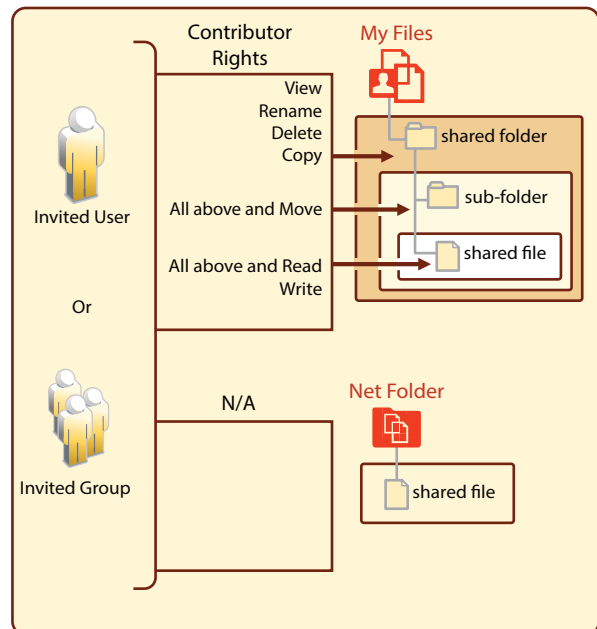 Contributor
Rights
My Files
View
Rename
Delete
Copy
shared folder
Invited User
All above and Move
sub-folder
All above and Read
Write
shared file
Or
N/A
Net Folder
Invited Group
shared file